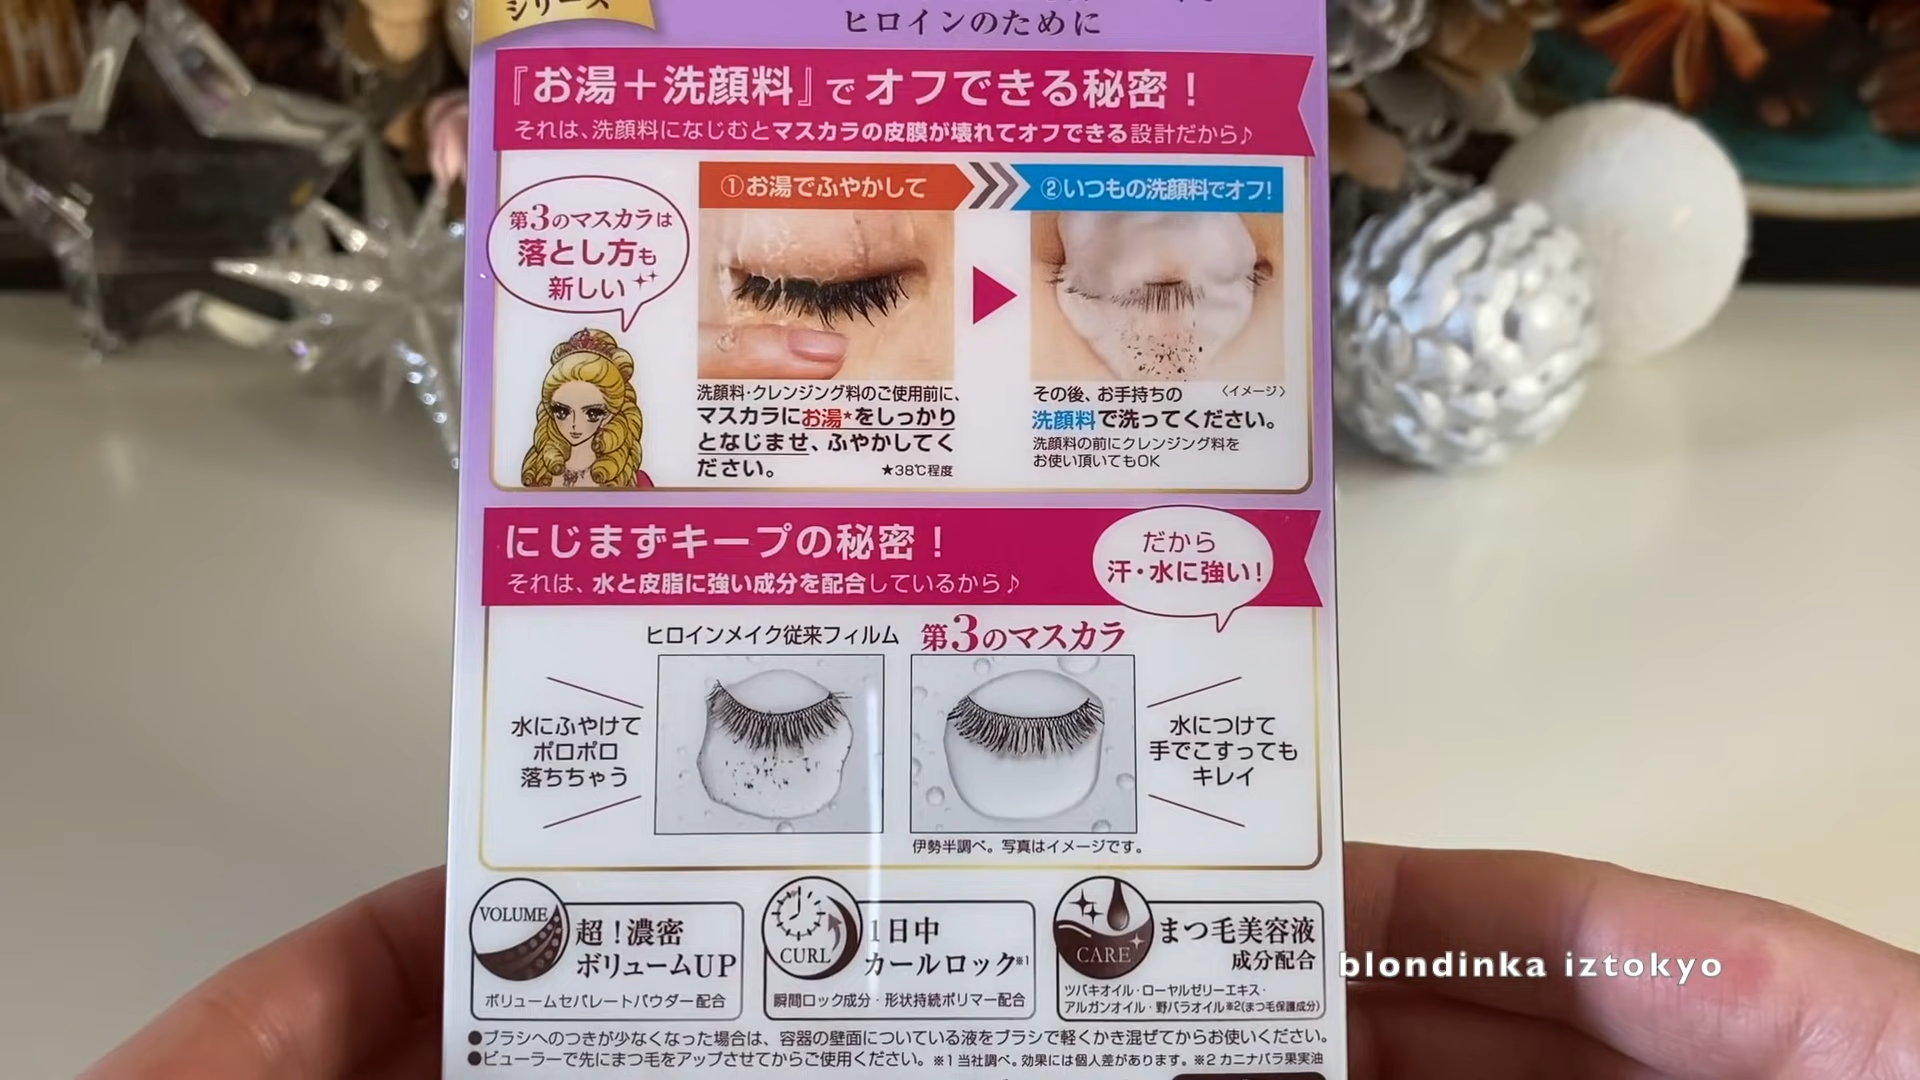 シリーズ
ヒロインのために
『お湯＋洗顔料』でオフできる秘密！
それは、洗顔料になじむとマスカラの皮膜が壊れてオフできる設計だから♪
第3のマスカラは
落とし方も
新しい
①お湯でふやかして
②いつもの洗顔料でオフ!
洗顔料・クレンジング料のご使用前に、
マスカラにお湯★をしっかり
となじませ、ふやかしてく
ださい。
★38℃程度
その後、お手持ちの
〈イメージ〉
洗顔料で洗ってください。
洗顔料の前にクレンジング料を
お使い頂いてもOK
にじまずキープの秘密！
それは、水と皮脂に強い成分を配合しているから♪
だから
汗・水に強い!
ヒロインメイク従来フィルム
第3のマスカラ
水にふやけて
ポロポロ
落ちちゃう
水につけて
手でこすっても
キレイ
伊勢半調べ。写真はイメージです。
VOLUME
超！濃密
ボリュームUP
ボリュームセパレートパウダー配合
CURL
1日中
カールロック※1
瞬間ロック成分・形状持続ポリマー配合
CARE
まつ毛美容液
成分配合
ツバキオイル・ローヤルゼリーエキス・
アルガンオイル・野バラオイル※2(まつ毛保護成分)
●ブラシへのつきが少なくなった場合は、容器の壁面についている液をブラシで軽くかき混ぜてからお使いください。
●ビューラーで先にまつ毛をアップさせてからご使用ください。※1 当社調べ。効果には個人差があります。※2 カニナバラ果実油
blondinka iztokyo